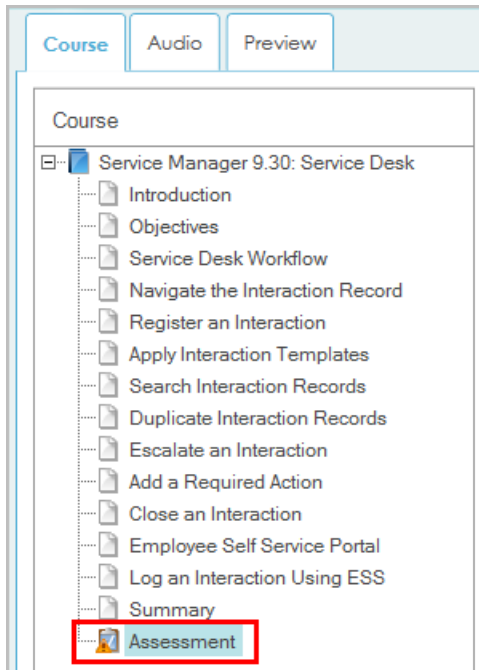 Course Audio Preview
Course
Service Manager 9.30: Service Desk
Introduction
Objectives
Service Desk Workflow
Navigate the Interaction Record
Register an Interaction
Apply Interaction Templates
Search Interaction Records
Duplicate Interaction Records
Escalate an Interaction
Add a Required Action
Close an Interaction
Employee Self Service Portal
Log an Interaction Using ESS
Summary
Assessment